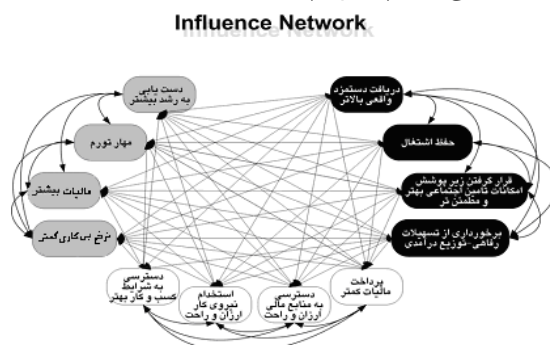 Influence Network
دست یابی
به رشد بیشتر
مهار تورم
مالیات بیشتر
نرخ بی کاری کمتر
دریافت دستمزد
واقعی بالاتر
حفظ اشتغال
قرار گرفتن زیر پوشش
امکانات تامین اجتماعی بهتر
و مطمئن تر
برخورداری از تسهیلات
رفاهی-توزیع درآمدی
دسترسی
به شرایط
کسب و کار بهتر
استخدام
نیروی کار
ارزان و راحت
دسترسی
به منابع مالی
ارزان و راحت
پرداخت
مالیات کمتر